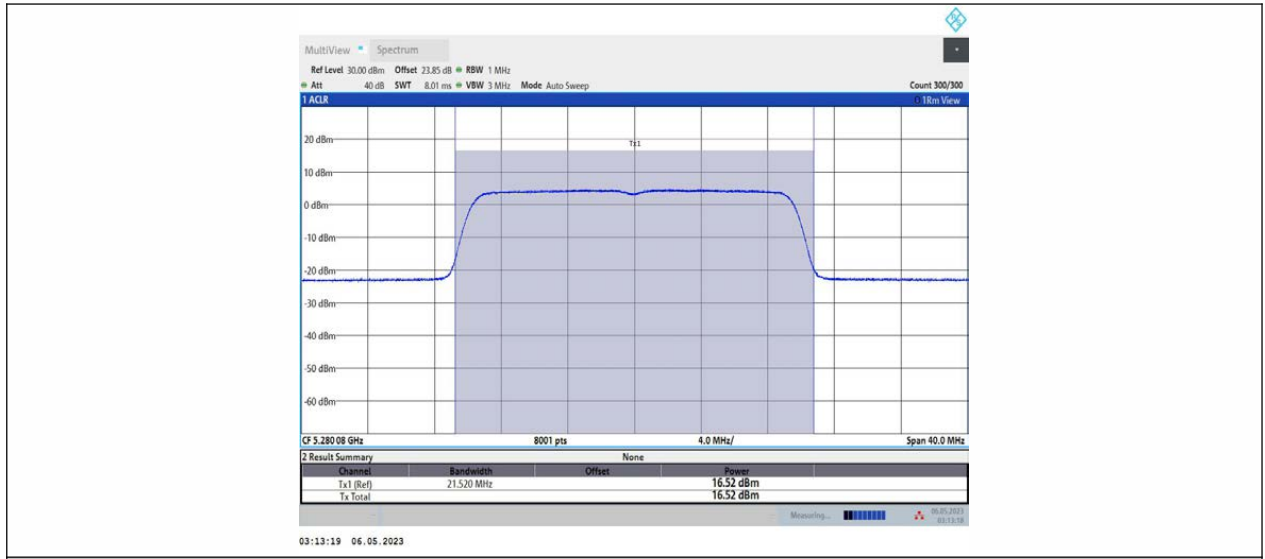 MultiView Spectrum
Ref Level 30.00 dBm Offset 23.85 dB RBW 1 MHz
Att 40 dB SWT 8.01 ms VBW 3 MHz Mode Auto Sweep Count 300/300
1 ACLR 1Rm View
20 dBm
Tx1
10 dBm
0 dBm
-10 dBm
-20 dBm
-30 dBm
-40 dBm
-50 dBm
-60 dBm
CF 5.280 08 GHz 8001 pts 4.0 MHz/ Span 40.0 MHz
2 Result Summary None
Channel Bandwidth Offset Power
Tx1 (Ref) 21.520 MHz 16.52 dBm
Tx Total 16.52 dBm
Measuring... 06.05.2023
03:13:18
03:13:19 06.05.2023